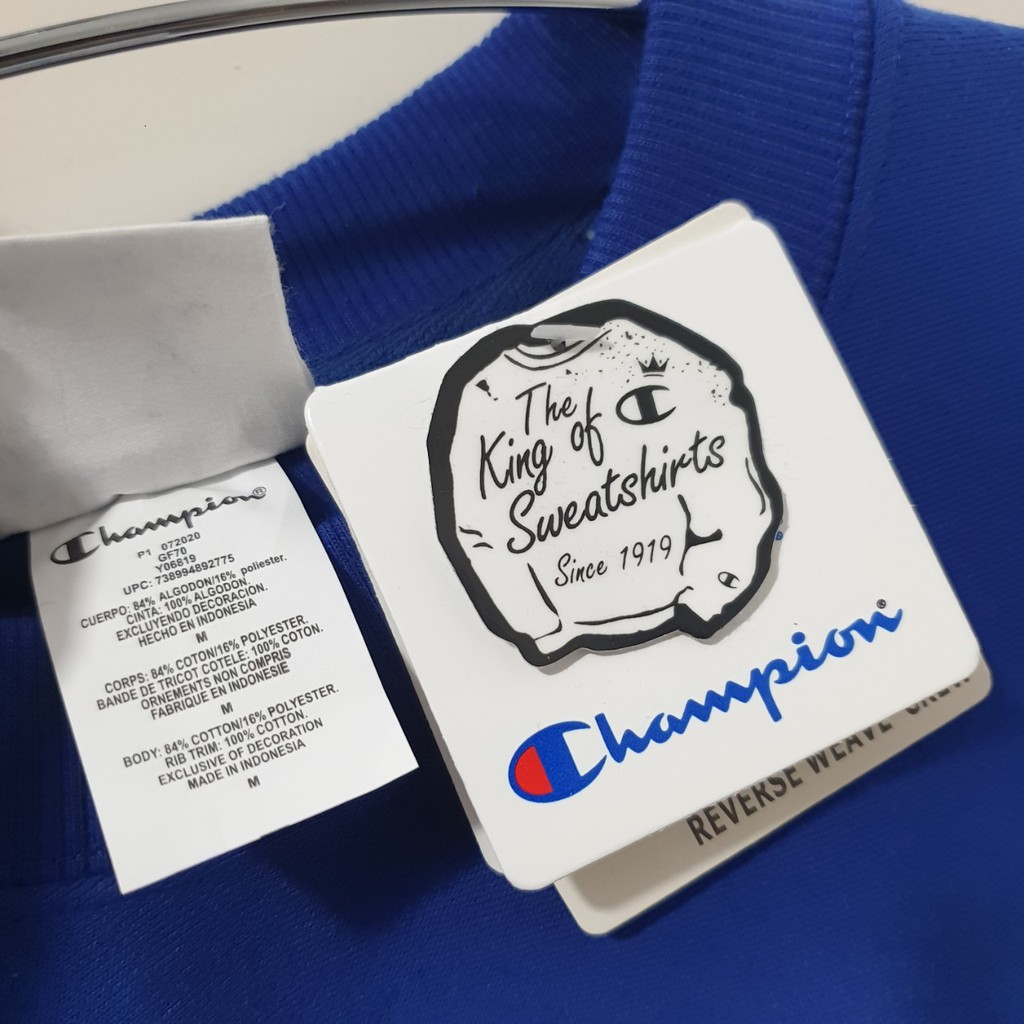 Champion®
P1 072020
GF70
Y06819
UPC: 738994892775
CUERPO: 84% ALGODON/16% poliester.
CINTA: 100% ALGODON.
EXCLUYENDO DECORACION.
HECHO EN INDONESIA
M
CORPS: 84% COTON/16% POLYESTER.
BANDE DE TRICOT COTELE: 100% COTON.
ORNEMENTS NON COMPRIS
FABRIQUE EN INDONESIE
M
BODY: 84% COTTON/16% POLYESTER.
RIB TRIM: 100% COTTON.
EXCLUSIVE OF DECORATION
MADE IN INDONESIA
M
The
King of
Sweatshirts
Since 1919
®
Champion®
REVERSE WEAVE® CREW